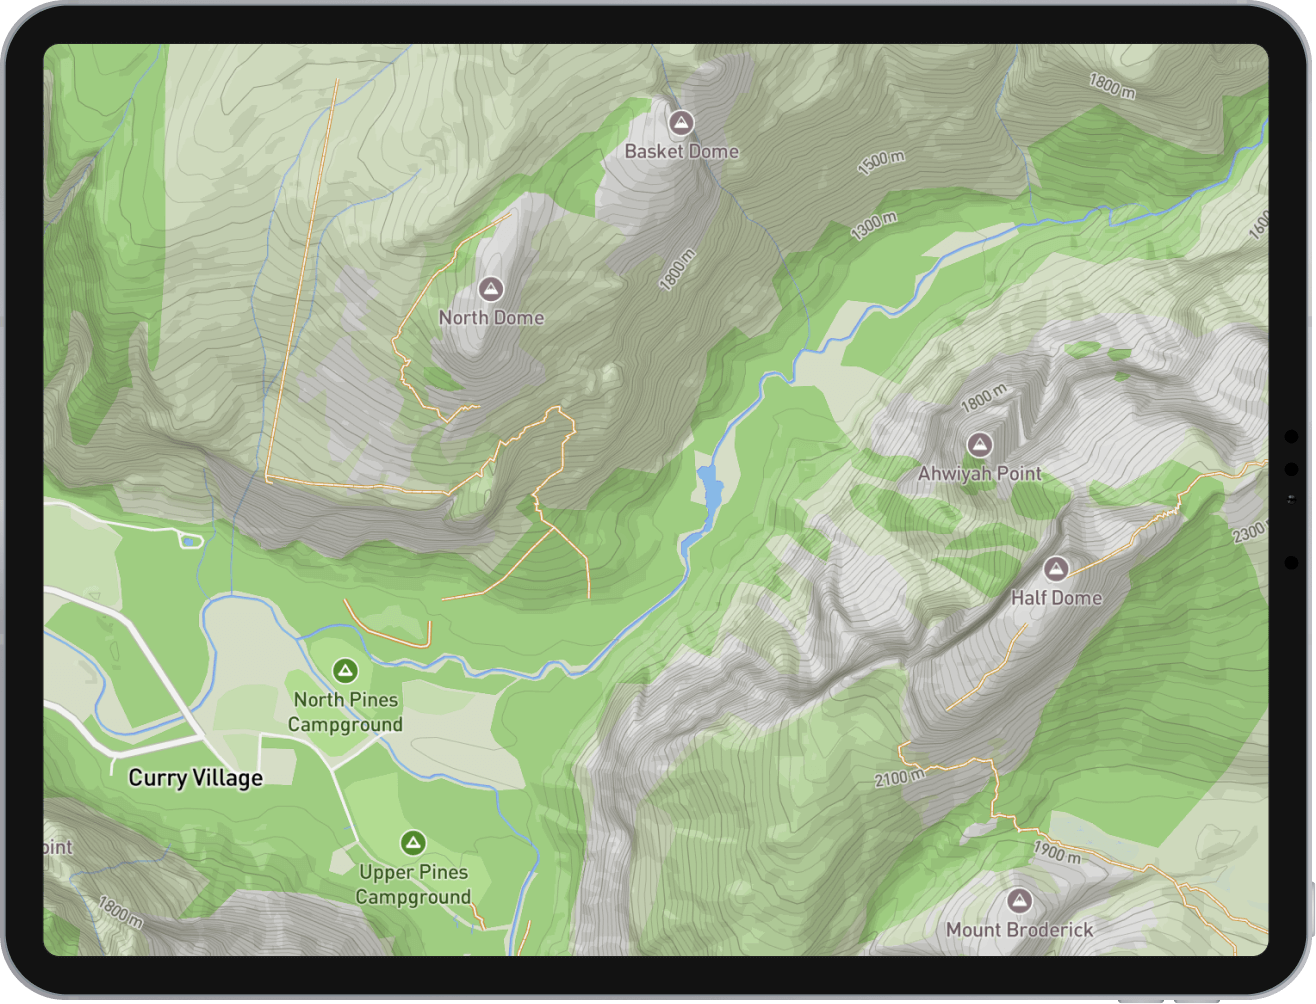 1800 m
Basket Dome
1500 m
1300 m
1800 m
North Dome
1800 m
Ahwiyah Point
2300
Half Dome
North Pines
Campground
Curry Village
2100 m
oint
1900 m
Upper Pines
Campground
1800 m
Mount Broderick